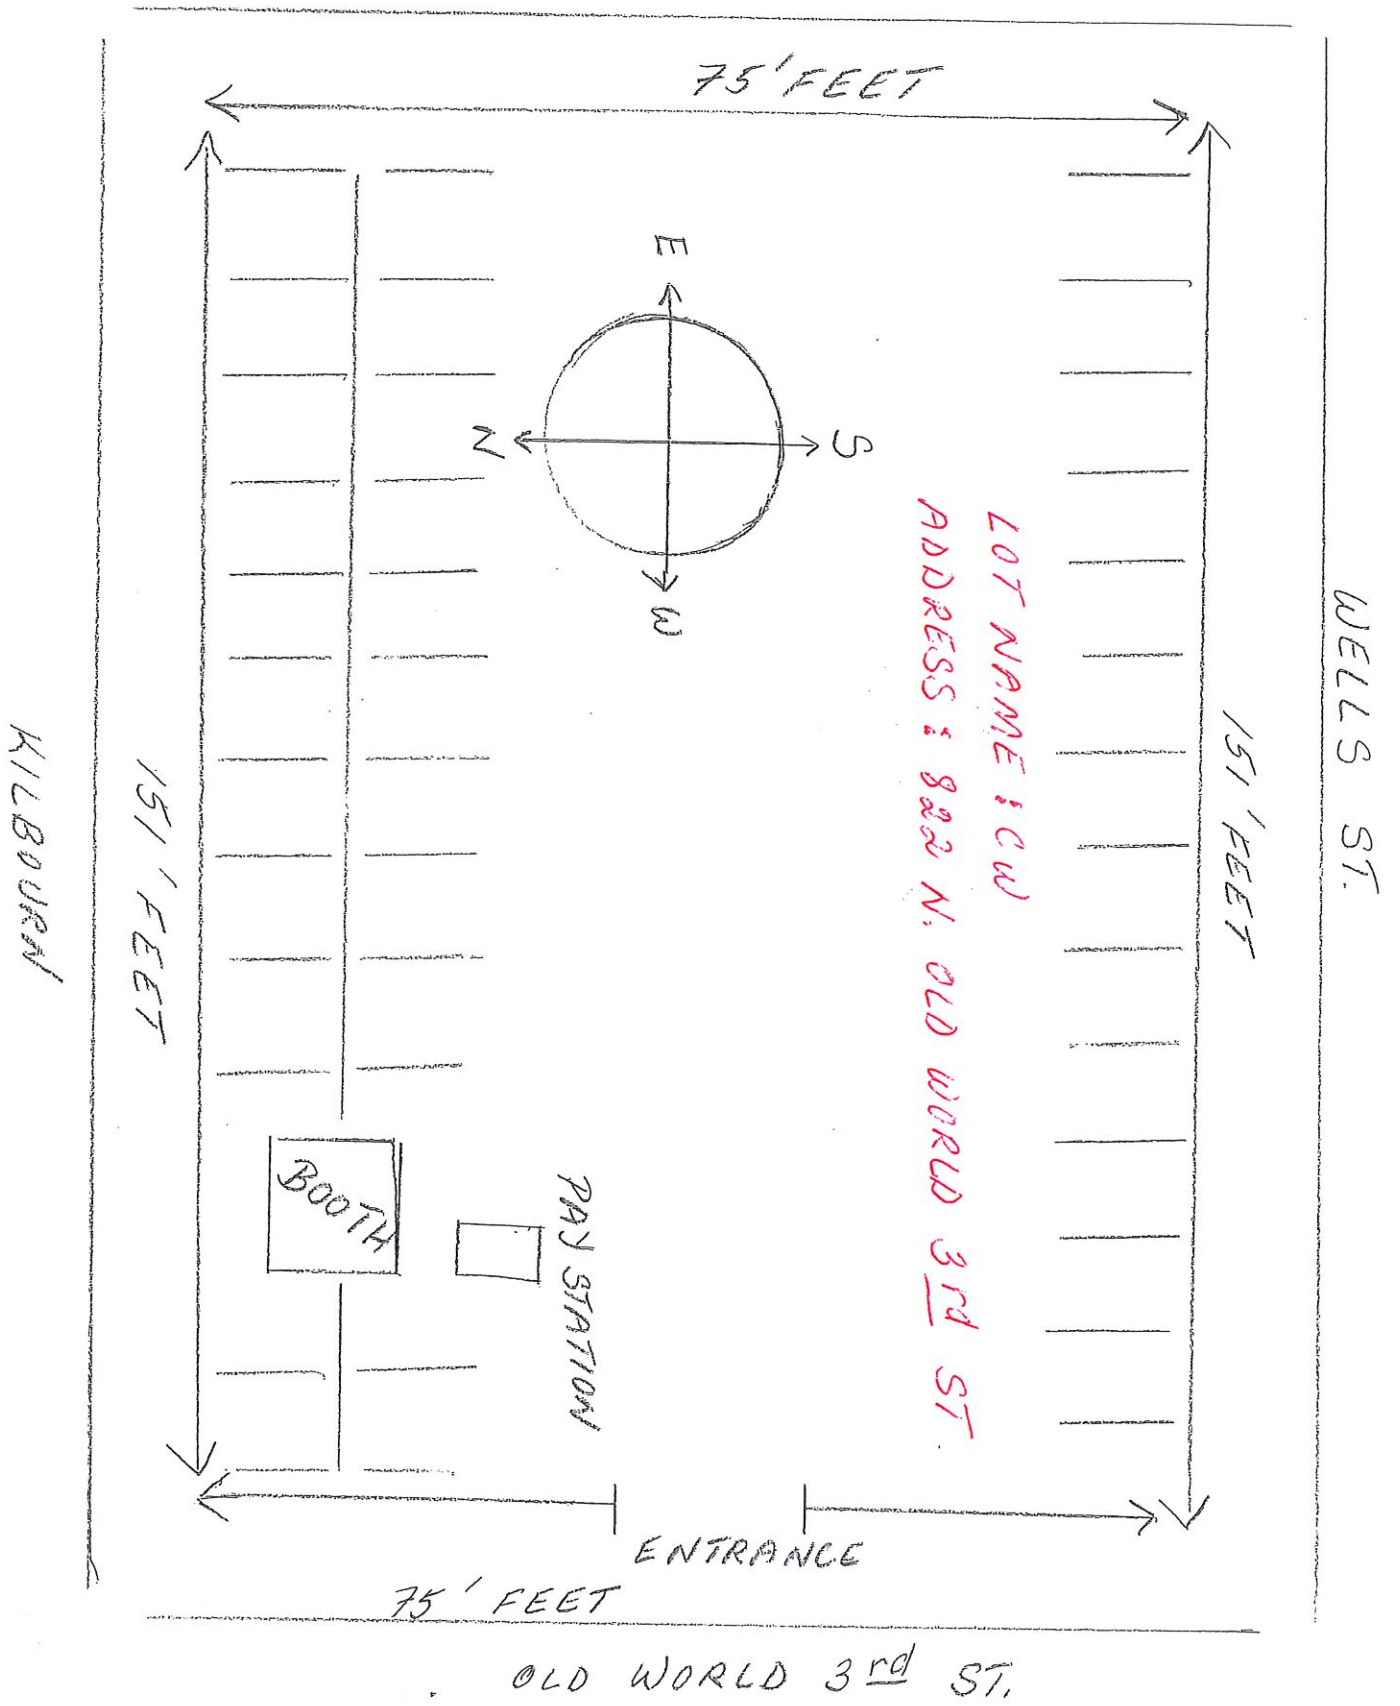 75' FEET
E
N
S
W
LOT NAME : CW
ADDRESS : 822 N. OLD WORLD 3rd ST
WELLS ST.
151' FEET
151' FEET
KILBOURN
BOOTH
PAY STATION
ENTRANCE
75' FEET
OLD WORLD 3rd ST.